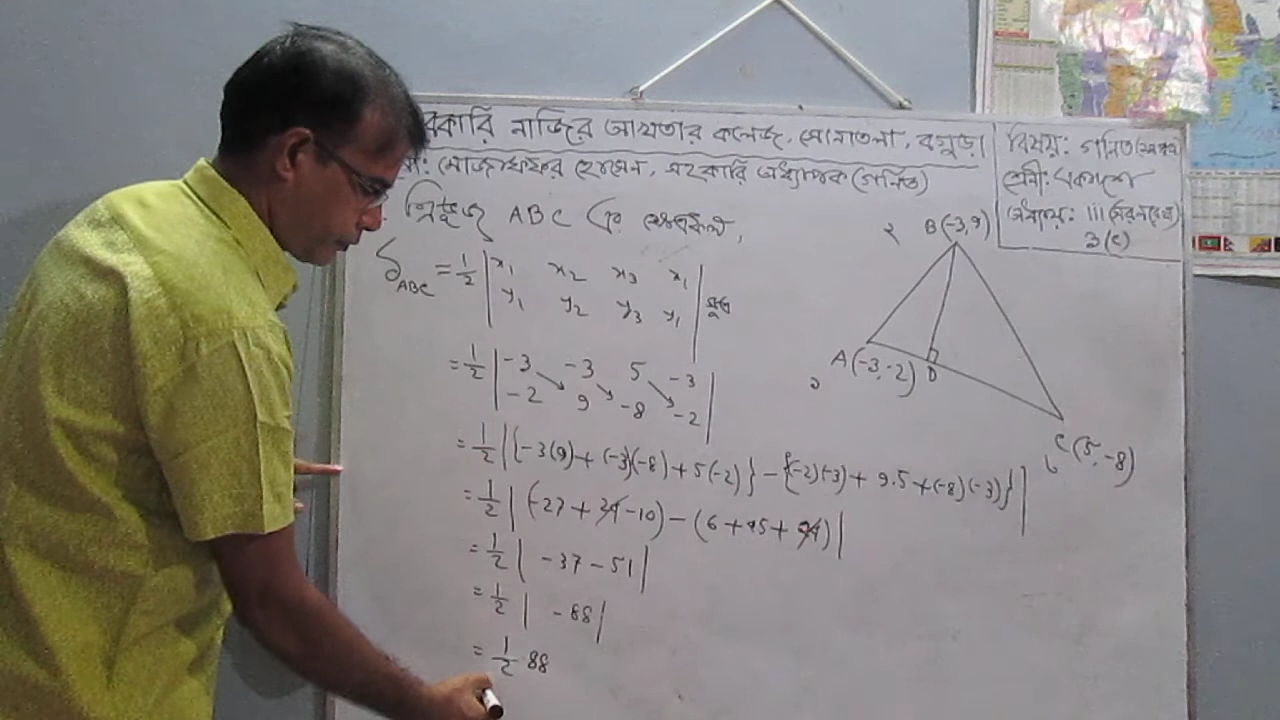 কারি নাজির আখতার কলেজ, সোনাতলা, বগুড়া
মোজাফফর হোসেন, সহকারি অধ্যাপক (গণিত)
বিষয়: গণিত
শ্রেণী: একাদশ
অধ্যায়: III (সরলরেখা)
3(c)
ত্রিভুজ ABC এর ক্ষেত্রফল,
δ_ABC = 1/2 | x₁ x₂ x₃ x₁ |
y₁ y₂ y₃ y₁
= 1/2 | -3 -3 5 -3 |
-2 9 -8 -2
= 1/2 |{-3(9)+(-3)(-8)+5(-2)} - {(-2)(-3)+9.5+(-8)(-3)}|
= 1/2 |(-27+24-10) - (6+45+24)|
= 1/2 | -37-51 |
= 1/2 | -88 |
= 1/2 88
B(-3,9)
A(-3,-2) D
C(5,-8)